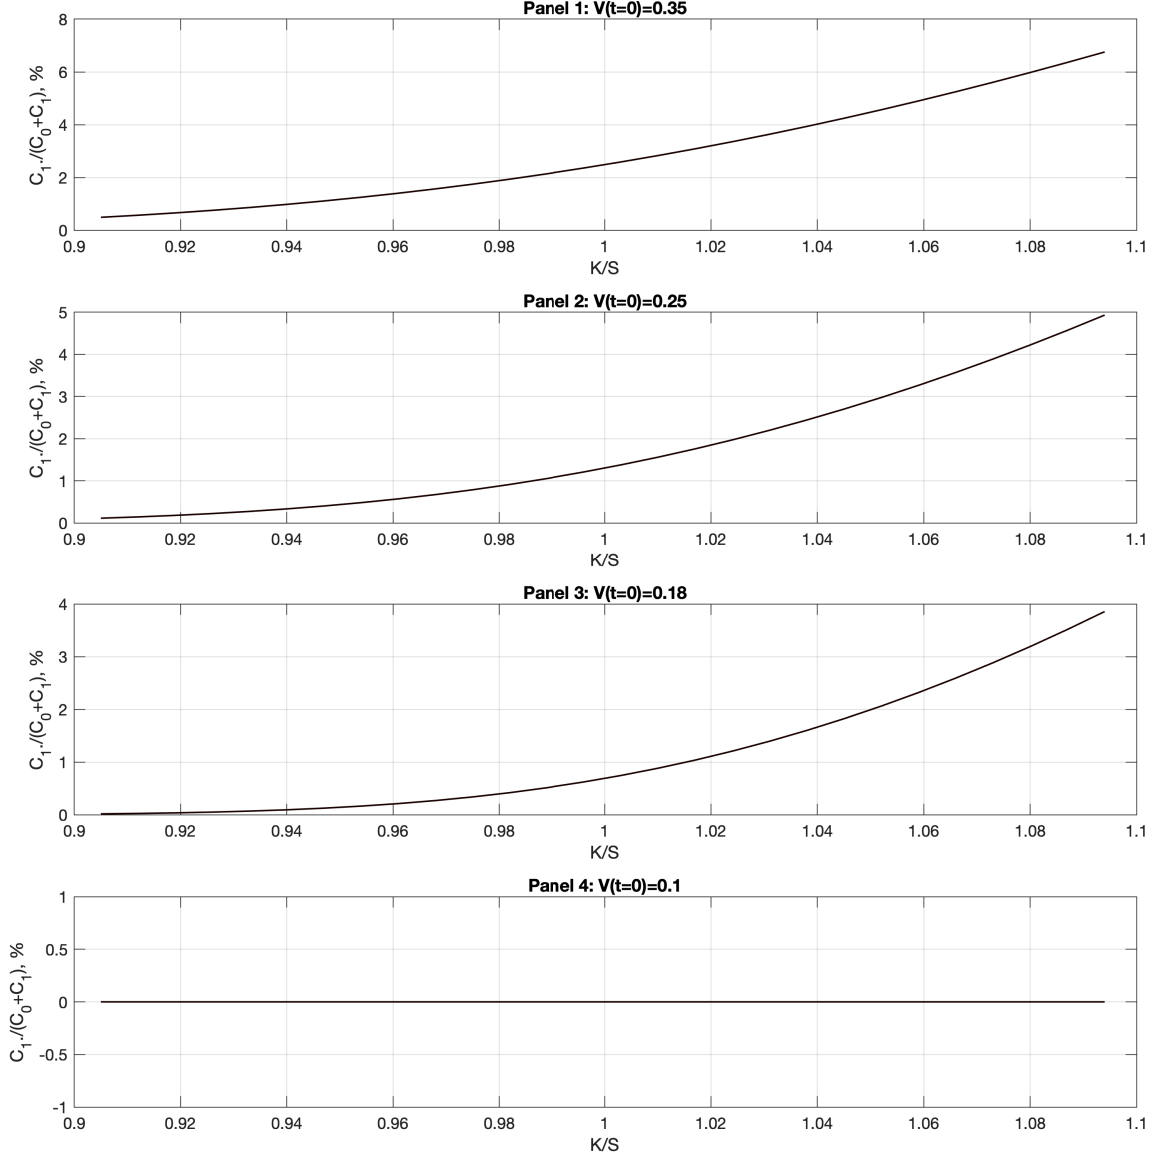 Panel 1: V(t=0)=0.35
8
6
4
2
0
C₁./(C₀+C₁), %
0.9 0.92 0.94 0.96 0.98 1 1.02 1.04 1.06 1.08 1.1
K/S
Panel 2: V(t=0)=0.25
5
4
3
2
1
0
C₁./(C₀+C₁), %
0.9 0.92 0.94 0.96 0.98 1 1.02 1.04 1.06 1.08 1.1
K/S
Panel 3: V(t=0)=0.18
4
3
2
1
0
C₁./(C₀+C₁), %
0.9 0.92 0.94 0.96 0.98 1 1.02 1.04 1.06 1.08 1.1
K/S
Panel 4: V(t=0)=0.1
1
0.5
0
-0.5
-1
C₁./(C₀+C₁), %
0.9 0.92 0.94 0.96 0.98 1 1.02 1.04 1.06 1.08 1.1
K/S